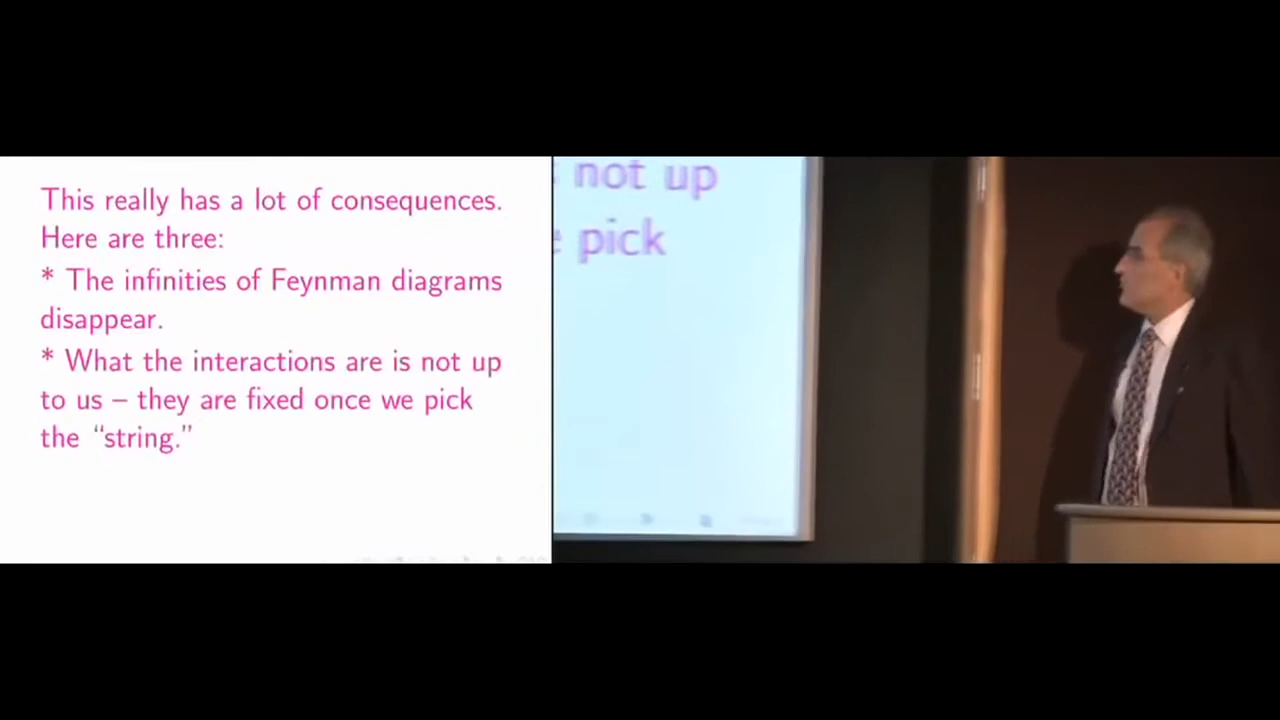 This really has a lot of consequences.
Here are three:
* The infinities of Feynman diagrams
disappear.
* What the interactions are is not up
to us – they are fixed once we pick
the “string.”
not up
pick